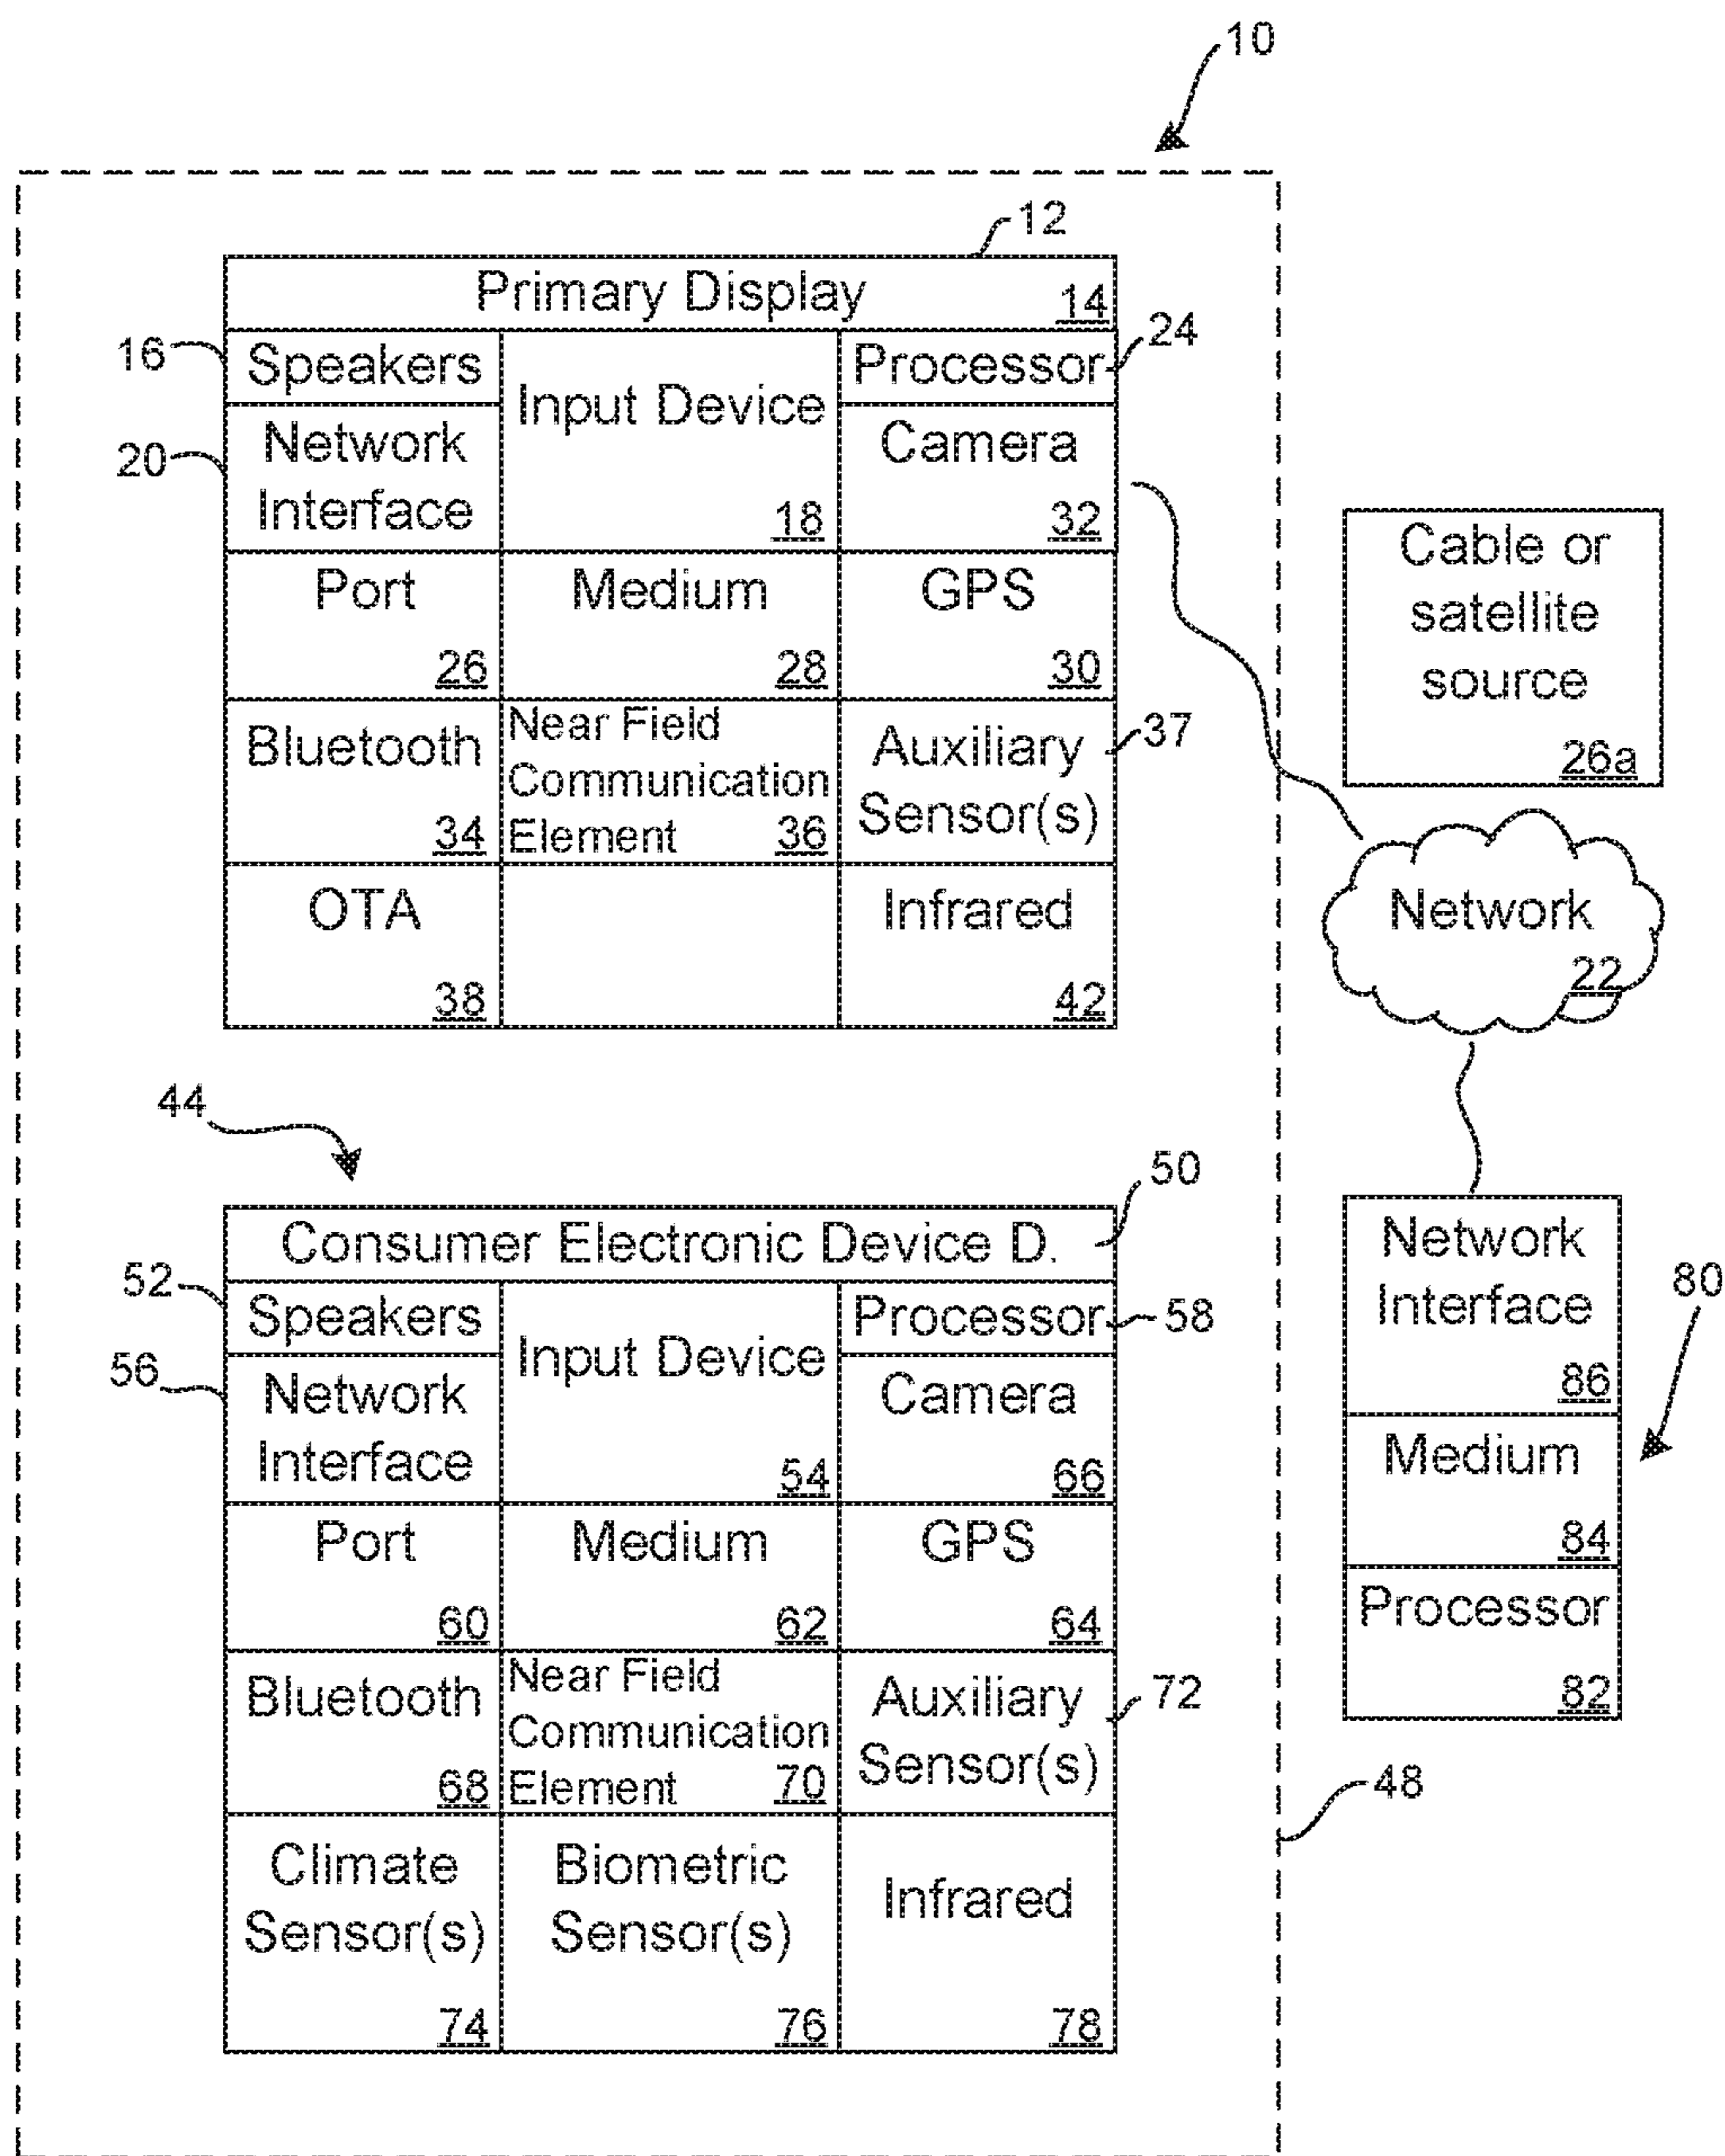 10
12
Primary Display
14
16
Speakers
Input Device
18
Processor
24
20
Network
Interface
Camera
32
Port
26
Medium
28
GPS
30
Bluetooth
34
Near Field
Communication
Element 36
Auxiliary
Sensor(s)
37
OTA
38
Infrared
42
Cable or
satellite
source
26a
Network
22
44
50
Consumer Electronic Device D.
52
Speakers
Input Device
54
Processor
58
56
Network
Interface
Camera
66
Port
60
Medium
62
GPS
64
Bluetooth
68
Near Field
Communication
Element 70
Auxiliary
Sensor(s)
72
Climate
Sensor(s)
74
Biometric
Sensor(s)
76
Infrared
78
Network
Interface
86
80
Medium
84
Processor
82
48